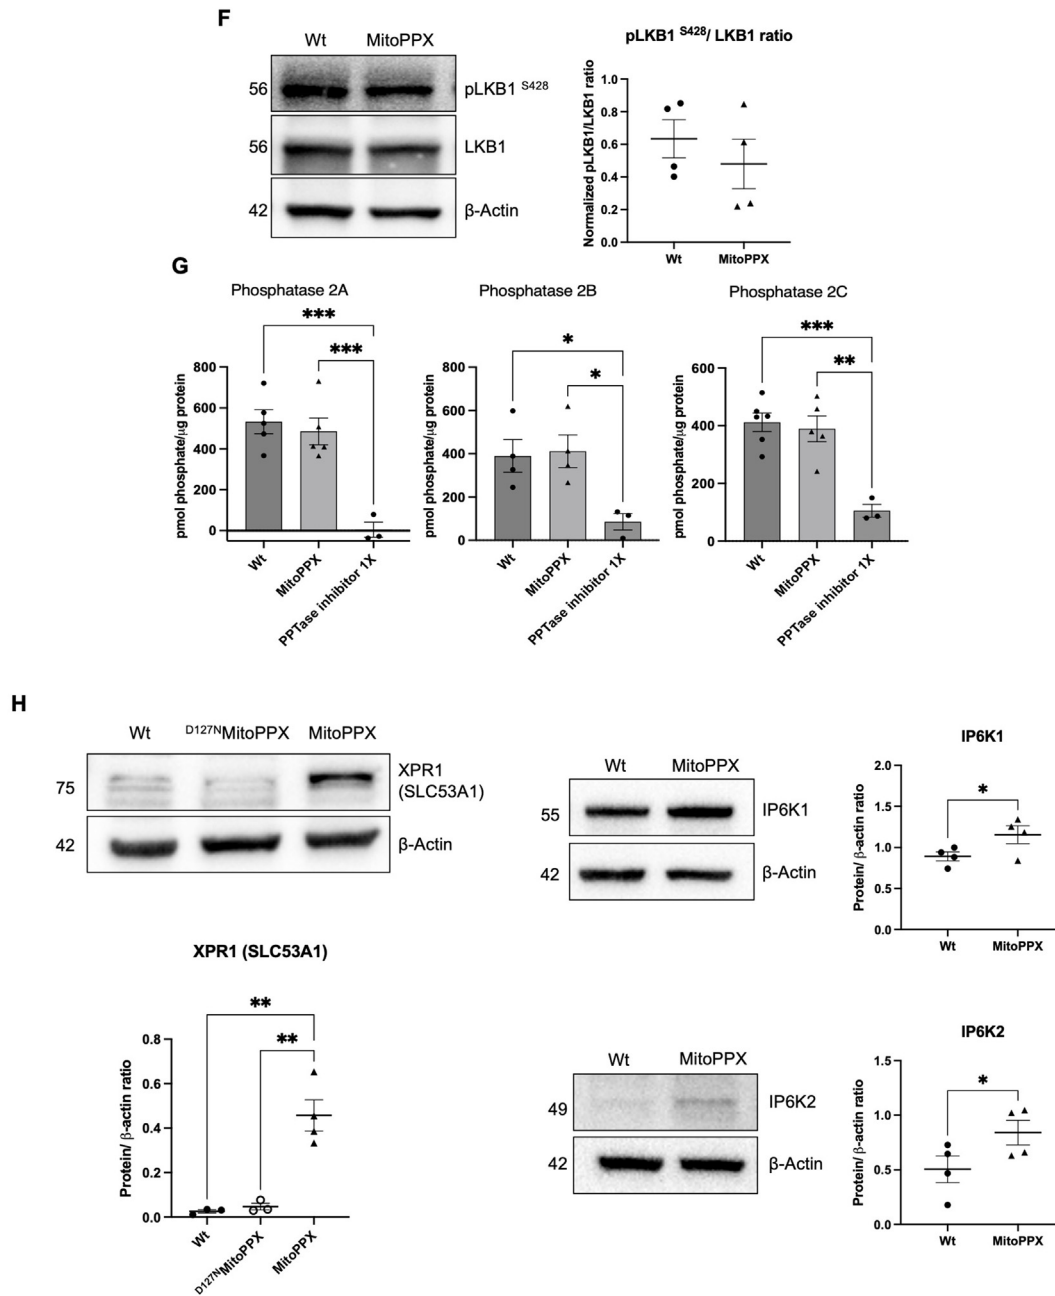 F
Wt MitoPPX
56 pLKB1 S428
56 LKB1
42 β-Actin
pLKB1 S428/ LKB1 ratio
Normalized pLKB1/LKB1 ratio
1.0
0.8
0.6
0.4
0.2
0.0
Wt MitoPPX
G
Phosphatase 2A
***
***
pmol phosphate/µg protein
800
600
400
200
0
Wt
MitoPPX
PPTase inhibitor 1X
Phosphatase 2B
*
*
pmol phosphate/µg protein
800
600
400
200
0
Wt
MitoPPX
PPTase inhibitor 1X
Phosphatase 2C
***
**
pmol phosphate/µg protein
600
400
200
0
Wt
MitoPPX
PPTase inhibitor 1X
H
Wt D127NMitoPPX MitoPPX
75 XPR1
(SLC53A1)
42 β-Actin
XPR1 (SLC53A1)
**
**
Protein/ β-actin ratio
0.8
0.6
0.4
0.2
0.0
Wt
D127NMitoPPX
MitoPPX
Wt MitoPPX
55 IP6K1
42 β-Actin
IP6K1
*
Protein/ β-actin ratio
2.0
1.5
1.0
0.5
0.0
Wt MitoPPX
Wt MitoPPX
49 IP6K2
42 β-Actin
IP6K2
*
Protein/ β-actin ratio
1.5
1.0
0.5
0.0
Wt MitoPPX